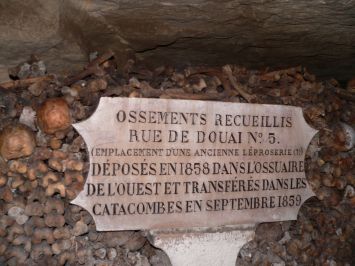 OSSEMENTS RECUEILLIS
RUE DE DOUAI Nº 5.
(EMPLACEMENT D'UNE ANCIENNE LÉPROSERIE (?))
DÉPOSÉS EN 1858 DANS L'OSSUAIRE
DE L'OUEST ET TRANSFÉRÉS DANS LES
CATACOMBES EN SEPTEMBRE 1859